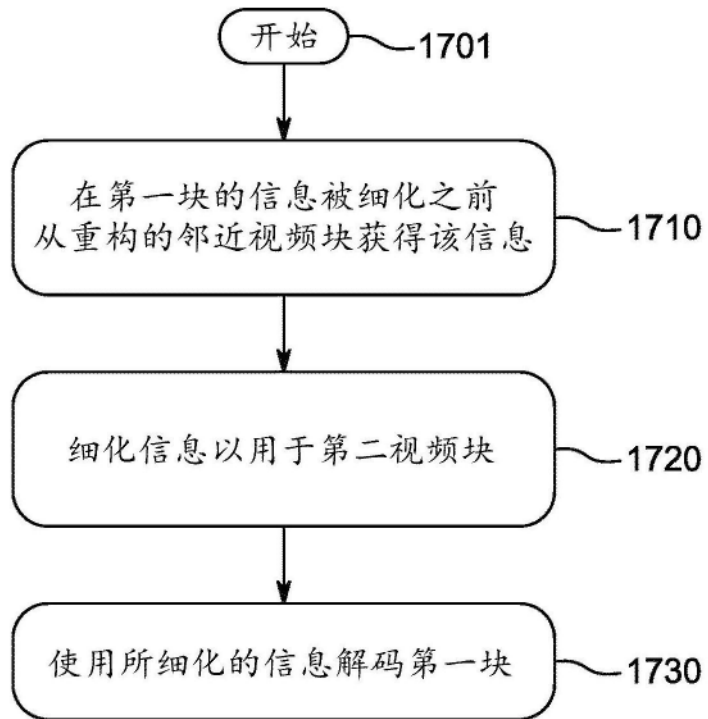 开始
1701
在第一块的信息被细化之前
从重构的邻近视频块获得该信息
1710
细化信息以用于第二视频块
1720
使用所细化的信息解码第一块
1730